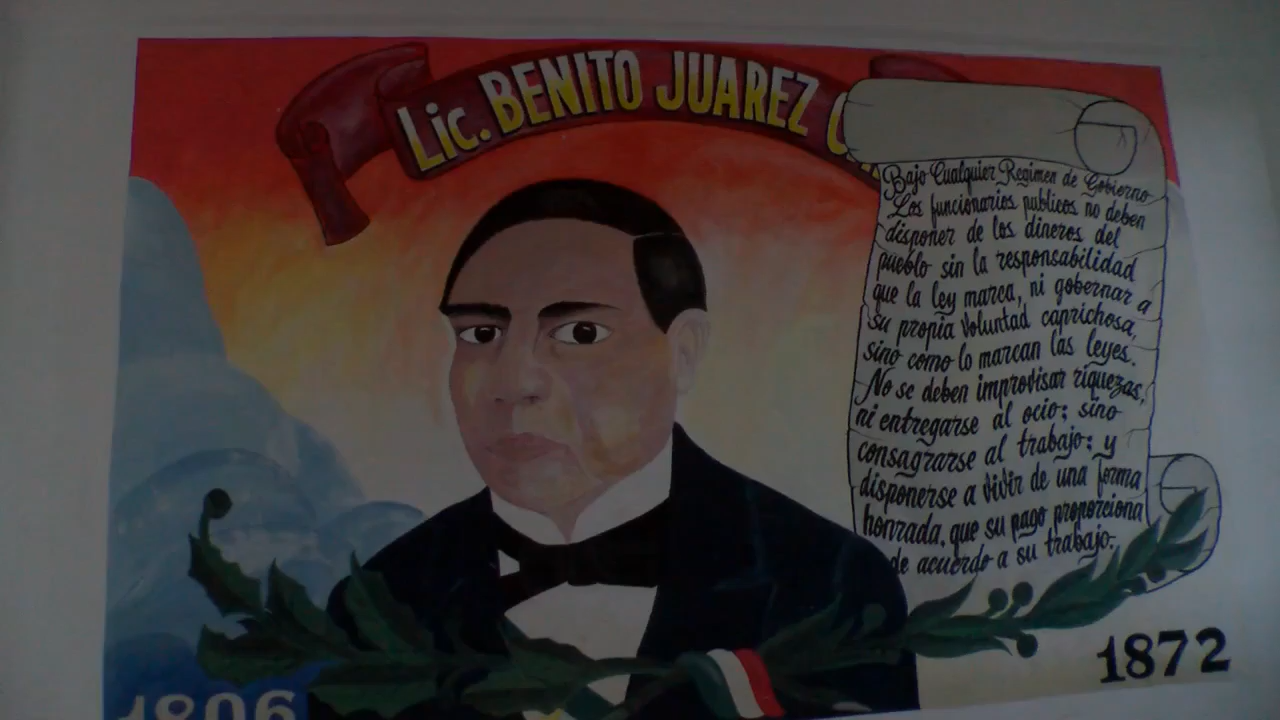 Lic. BENITO JUAREZ G
Bajo Cualquier Regimen de Gobierno
Los funcionarios publicos no deben
disponer de los dineros del
pueblo sin la responsabilidad
que la ley marca, ni gobernar a
su propia voluntad caprichosa,
sino como lo marcan las leyes.
No se deben improvisar riquezas,
ni entregarse al ocio; sino
consagrarse al trabajo: y
disponerse a vivir de una forma
honrada, que su pago proporciona
de acuerdo a su trabajo.
1806
1872